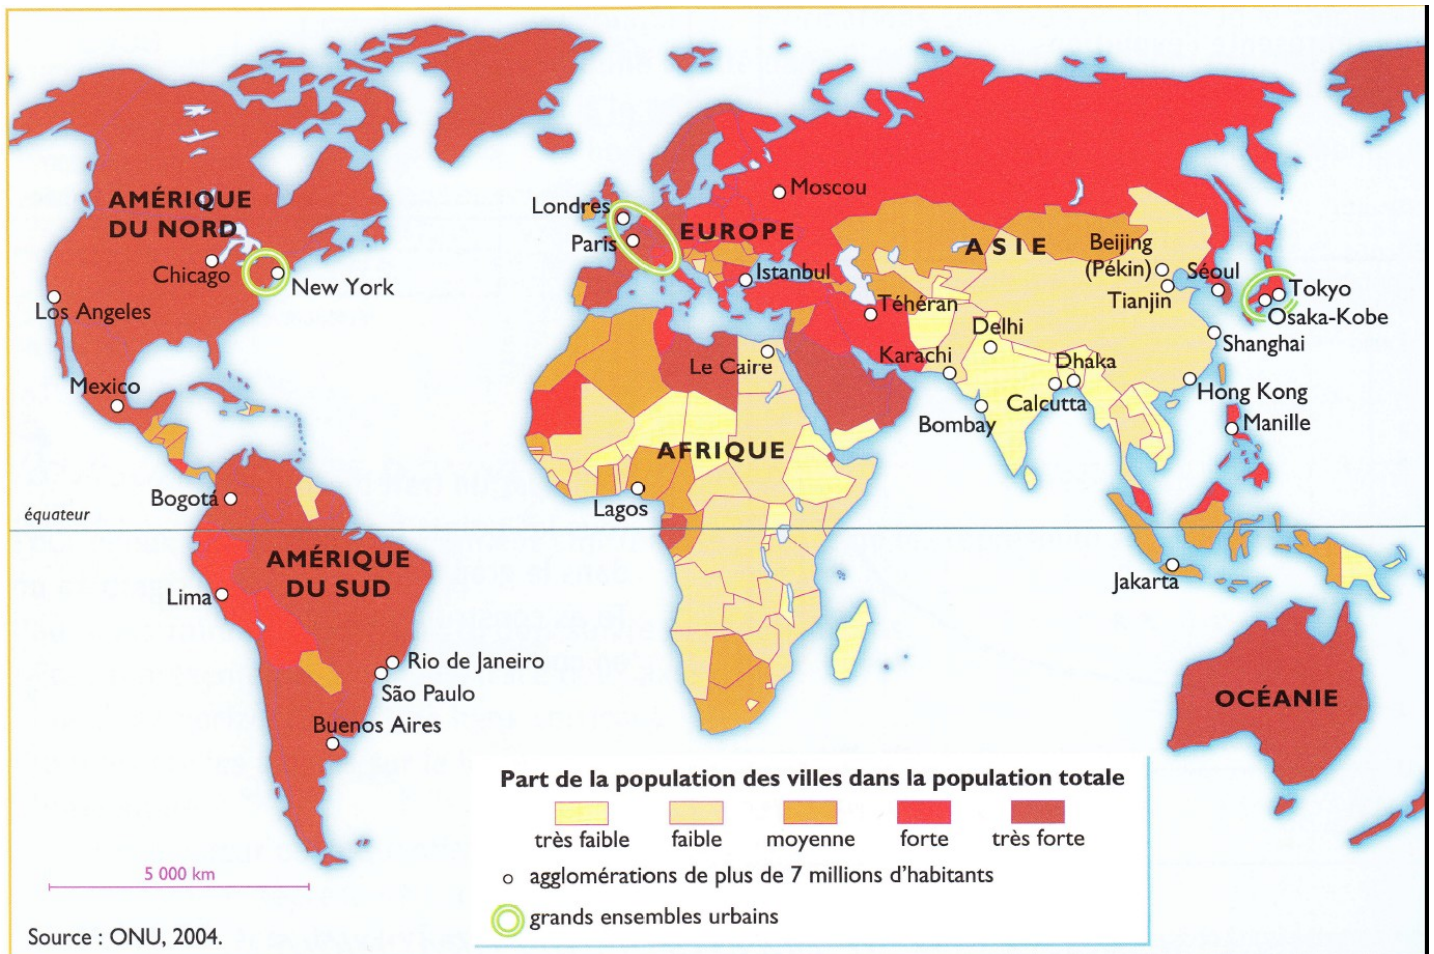 AMÉRIQUE
DU NORD
Chicago
New York
Los Angeles
Mexico
Bogotá
équateur
AMÉRIQUE
DU SUD
Lima
Rio de Janeiro
São Paulo
Buenos Aires
Londres
Paris
EUROPE
Moscou
Istanbul
ASIE
Beijing
(Pékin)
Séoul
Tianjin
Tokyo
Osaka-Kobe
Téhéran
Delhi
Shanghai
Karachi
Le Caire
Dhaka
Hong Kong
Calcutta
Bombay
Manille
AFRIQUE
Lagos
Jakarta
OCÉANIE
Part de la population des villes dans la population totale
très faible
faible
moyenne
forte
très forte
agglomérations de plus de 7 millions d'habitants
grands ensembles urbains
5 000 km
Source : ONU, 2004.